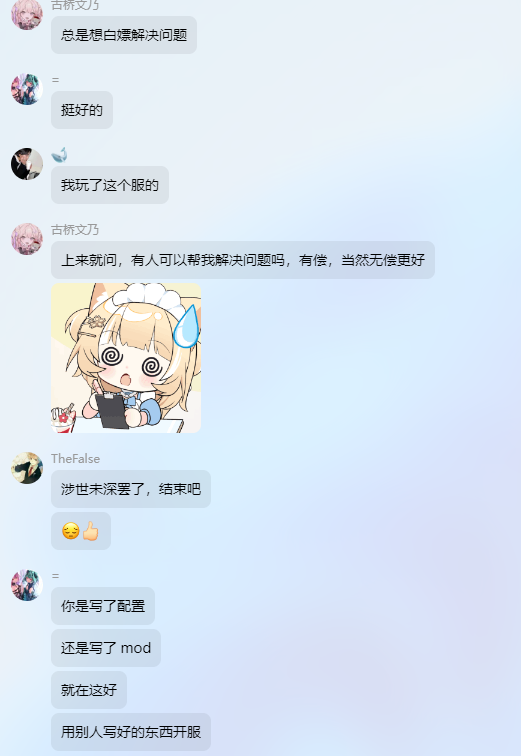 古桥文乃
总是想白嫖解决问题
=
挺好的
我玩了这个服的
古桥文乃
上来就问，有人可以帮我解决问题吗，有偿，当然无偿更好
TheFalse
涉世未深罢了，结束吧
😔👍🏻
=
你是写了配置
还是写了 mod
就在这好
用别人写好的东西开服